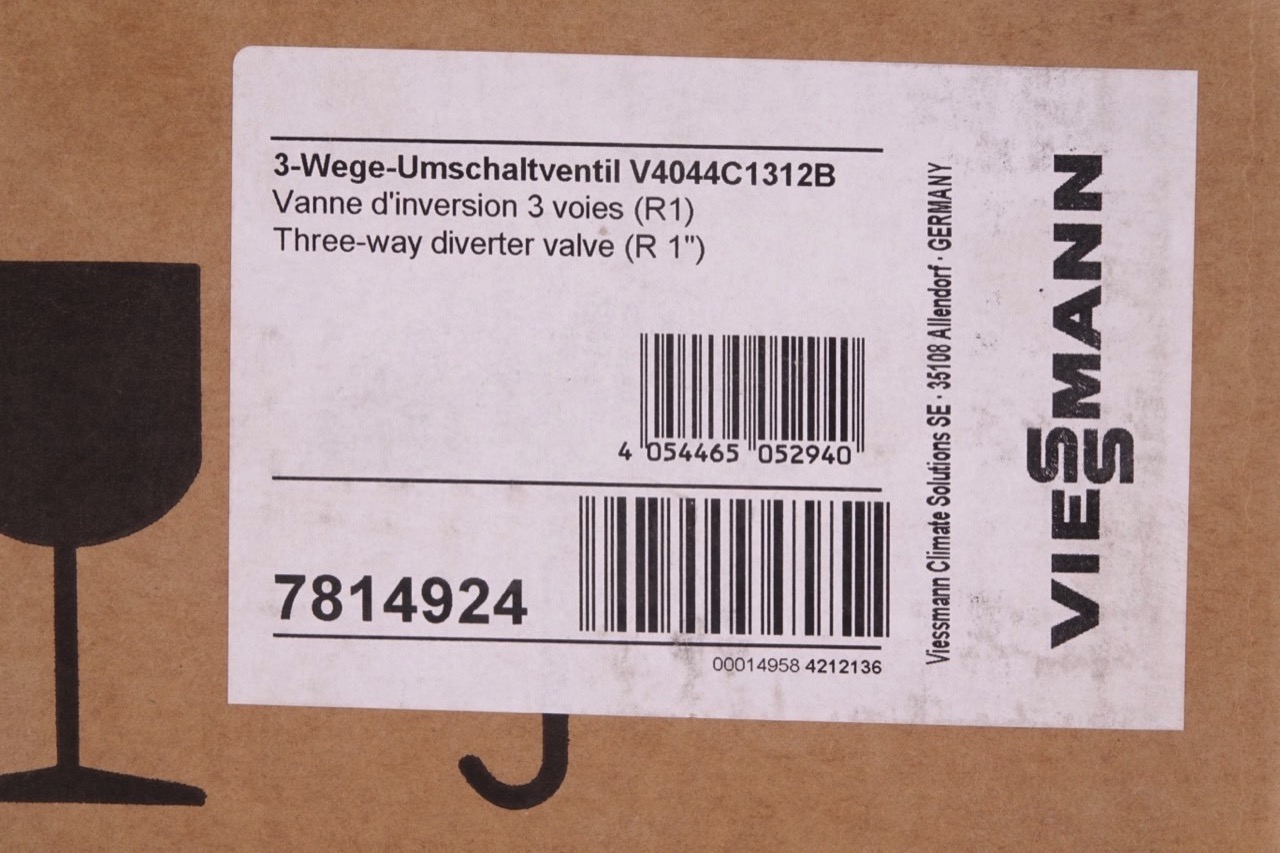 3-Wege-Umschaltventil V4044C1312B
Vanne d'inversion 3 voies (R1)
Three-way diverter valve (R 1")
4 054465 052940
7814924
00014958 4212136
Viessmann Climate Solutions SE · 35108 Allendorf · GERMANY
VIESSMANN